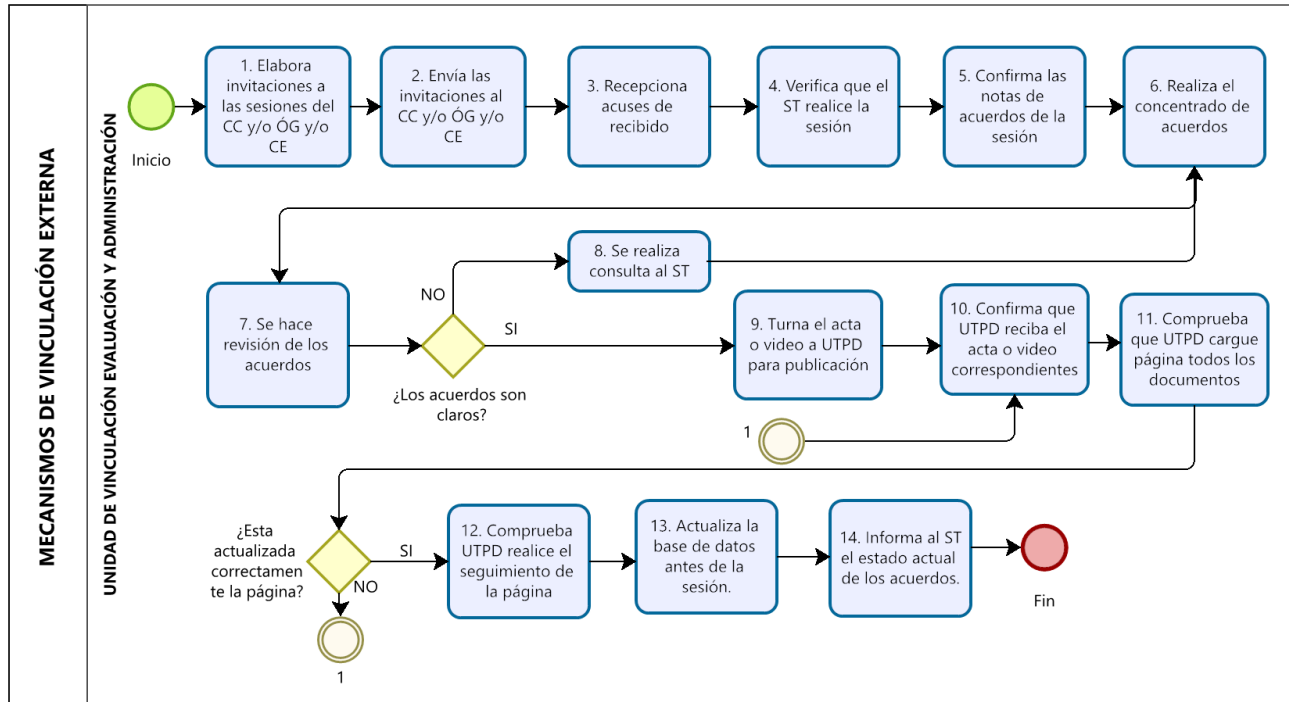 MECANISMOS DE VINCULACIÓN EXTERNA
UNIDAD DE VINCULACIÓN EVALUACIÓN Y ADMINISTRACIÓN
Inicio
1. Elabora
invitaciones a
las sesiones del
CC y/o ÓG y/o
CE
2. Envía las
invitaciones al
CC y/o ÓG y/o
CE
3. Recepciona
acuses de
recibido
4. Verifica que el
ST realice la
sesión
5. Confirma las
notas de
acuerdos de la
sesión
6. Realiza el
concentrado de
acuerdos
7. Se hace
revisión de los
acuerdos
NO
SI
¿Los acuerdos son
claros?
8. Se realiza
consulta al ST
9. Turna el acta
o video a UTPD
para publicación
10. Confirma que
UTPD reciba el
acta o video
correspondientes
11. Comprueba
que UTPD cargue
página todos los
documentos
1
¿Esta
actualizada
correctamen
te la página?
SI
NO
1
12. Comprueba
UTPD realice el
seguimiento de
la página
13. Actualiza la
base de datos
antes de la
sesión.
14. Informa al ST
el estado actual
de los acuerdos.
Fin